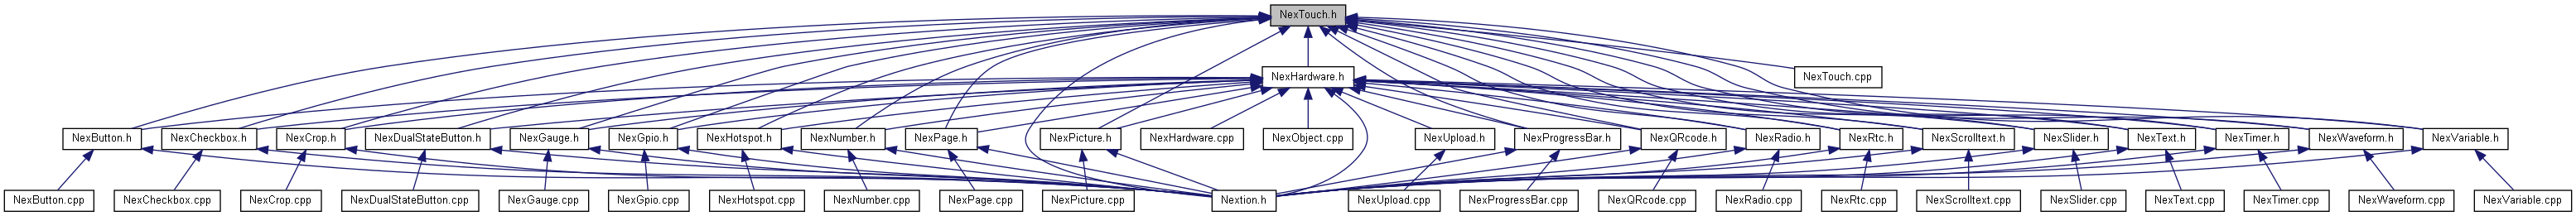 NexTouch.h
NexHardware.h
NexTouch.cpp
NexButton.h
NexCheckbox.h
NexCrop.h
NexDualStateButton.h
NexGauge.h
NexGpio.h
NexHotspot.h
NexNumber.h
NexPage.h
NexPicture.h
NexHardware.cpp
NexObject.cpp
NexUpload.h
NexProgressBar.h
NexQRcode.h
NexRadio.h
NexRtc.h
NexScrolltext.h
NexSlider.h
NexText.h
NexTimer.h
NexWaveform.h
NexVariable.h
NexButton.cpp
NexCheckbox.cpp
NexCrop.cpp
NexDualStateButton.cpp
NexGauge.cpp
NexGpio.cpp
NexHotspot.cpp
NexNumber.cpp
NexPage.cpp
NexPicture.cpp
Nextion.h
NexUpload.cpp
NexProgressBar.cpp
NexQRcode.cpp
NexRadio.cpp
NexRtc.cpp
NexScrolltext.cpp
NexSlider.cpp
NexText.cpp
NexTimer.cpp
NexWaveform.cpp
NexVariable.cpp